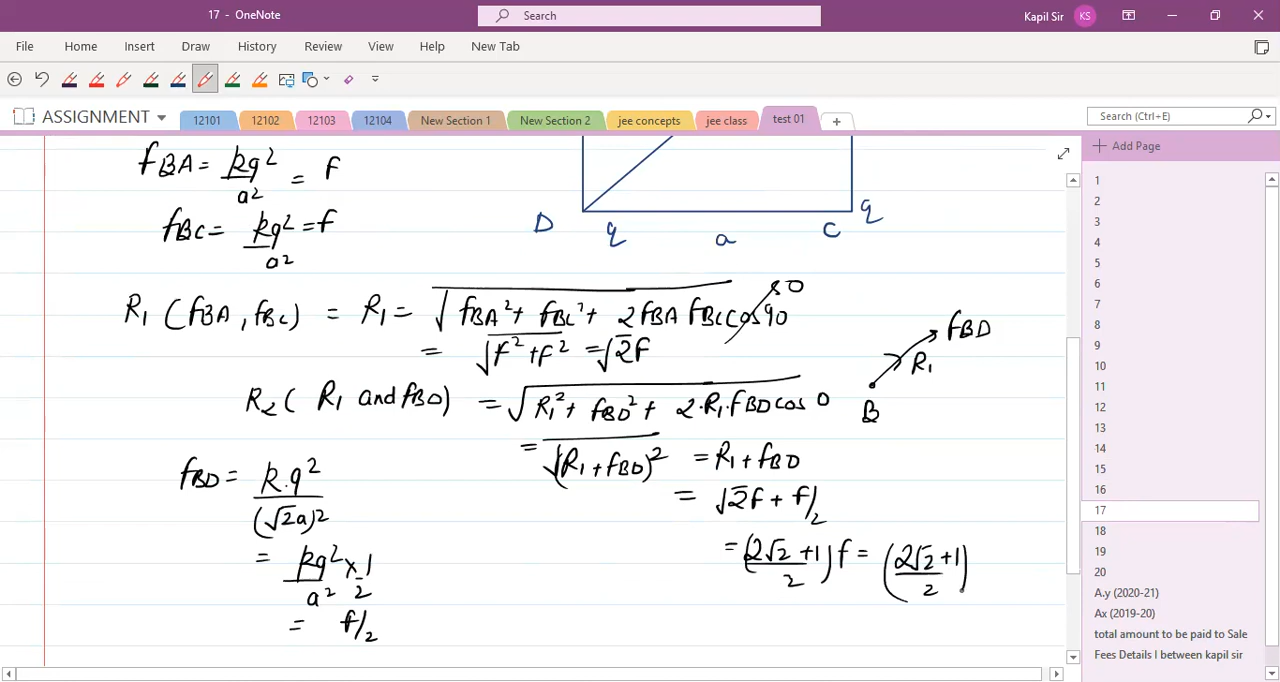 17 - OneNote
Search
Kapil Sir KS
File Home Insert Draw History Review View Help New Tab
ASSIGNMENT 12101 12102 12103 12104 New Section 1 New Section 2 jee concepts jee class test 01 +
Search (Ctrl+E)
Add Page
1
2
3
4
5
6
7
8
9
10
11
12
13
14
15
16
17
18
19
20
A.y (2020-21)
Ax (2019-20)
total amount to be paid to Sale
Fees Details I between kapil sir
fBA = kq²/a² = f
fBC = kq²/a² = f
D q a C q
R₁ (fBA, fBC) = R₁ = √(fBA² + fBC² + 2fBA fBC cos90)
= √(f² + f²) = √2f
fBD
R₁
B
R₂ ( R₁ and fBD) = √(R₁² + fBD² + 2·R₁·fBD cos 0
= √(R₁ + fBD)² = R₁ + fBD
= √2f + f/2
= (2√2 + 1/2) f = (2√2 + 1/2)
fBD = k.q²/(√2a)²
= kq²/a² × 1/2
= f/2